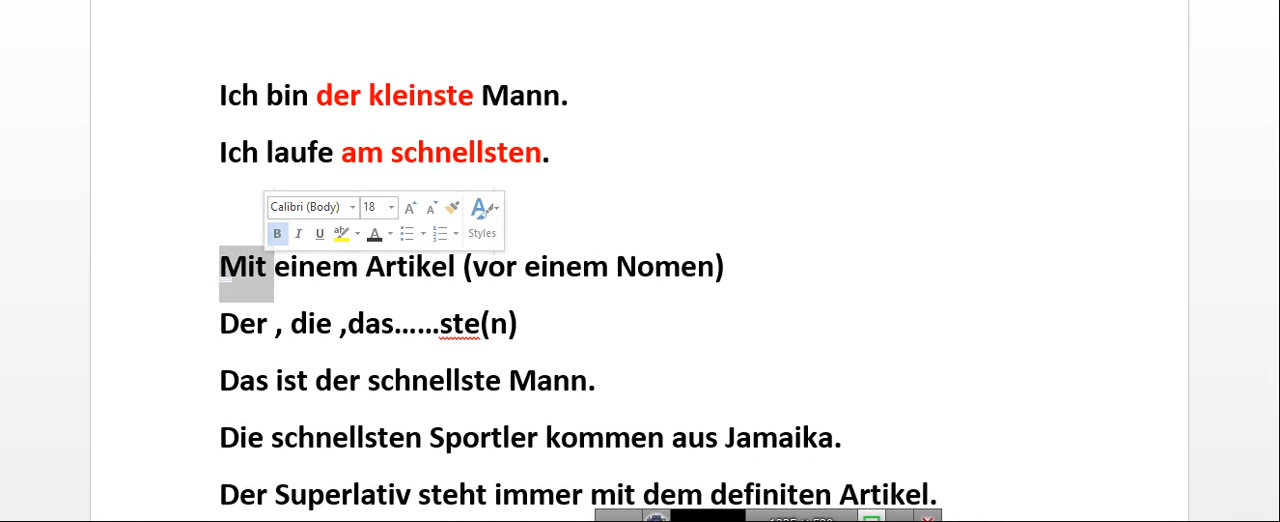 Ich bin der kleinste Mann.
Ich laufe am schnellsten.
Calibri (Body) 18 A A A
B I U aby A Styles
Mit einem Artikel (vor einem Nomen)
Der , die ,das……ste(n)
Das ist der schnellste Mann.
Die schnellsten Sportler kommen aus Jamaika.
Der Superlativ steht immer mit dem definiten Artikel.